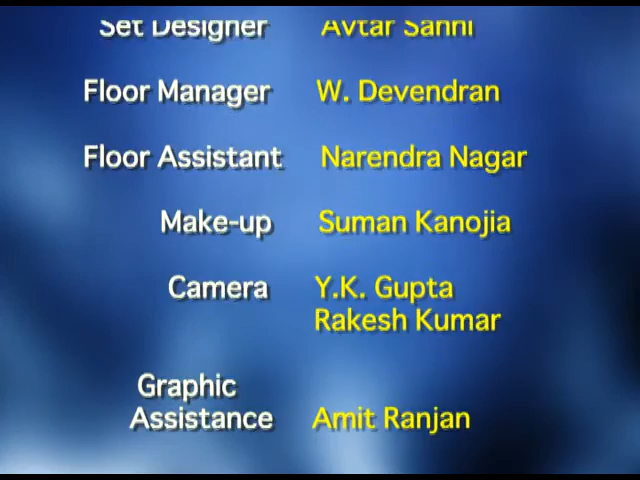 Set Designer Avtar Sahni
Floor Manager W. Devendran
Floor Assistant Narendra Nagar
Make-up Suman Kanojia
Camera Y.K. Gupta
Rakesh Kumar
Graphic
Assistance Amit Ranjan